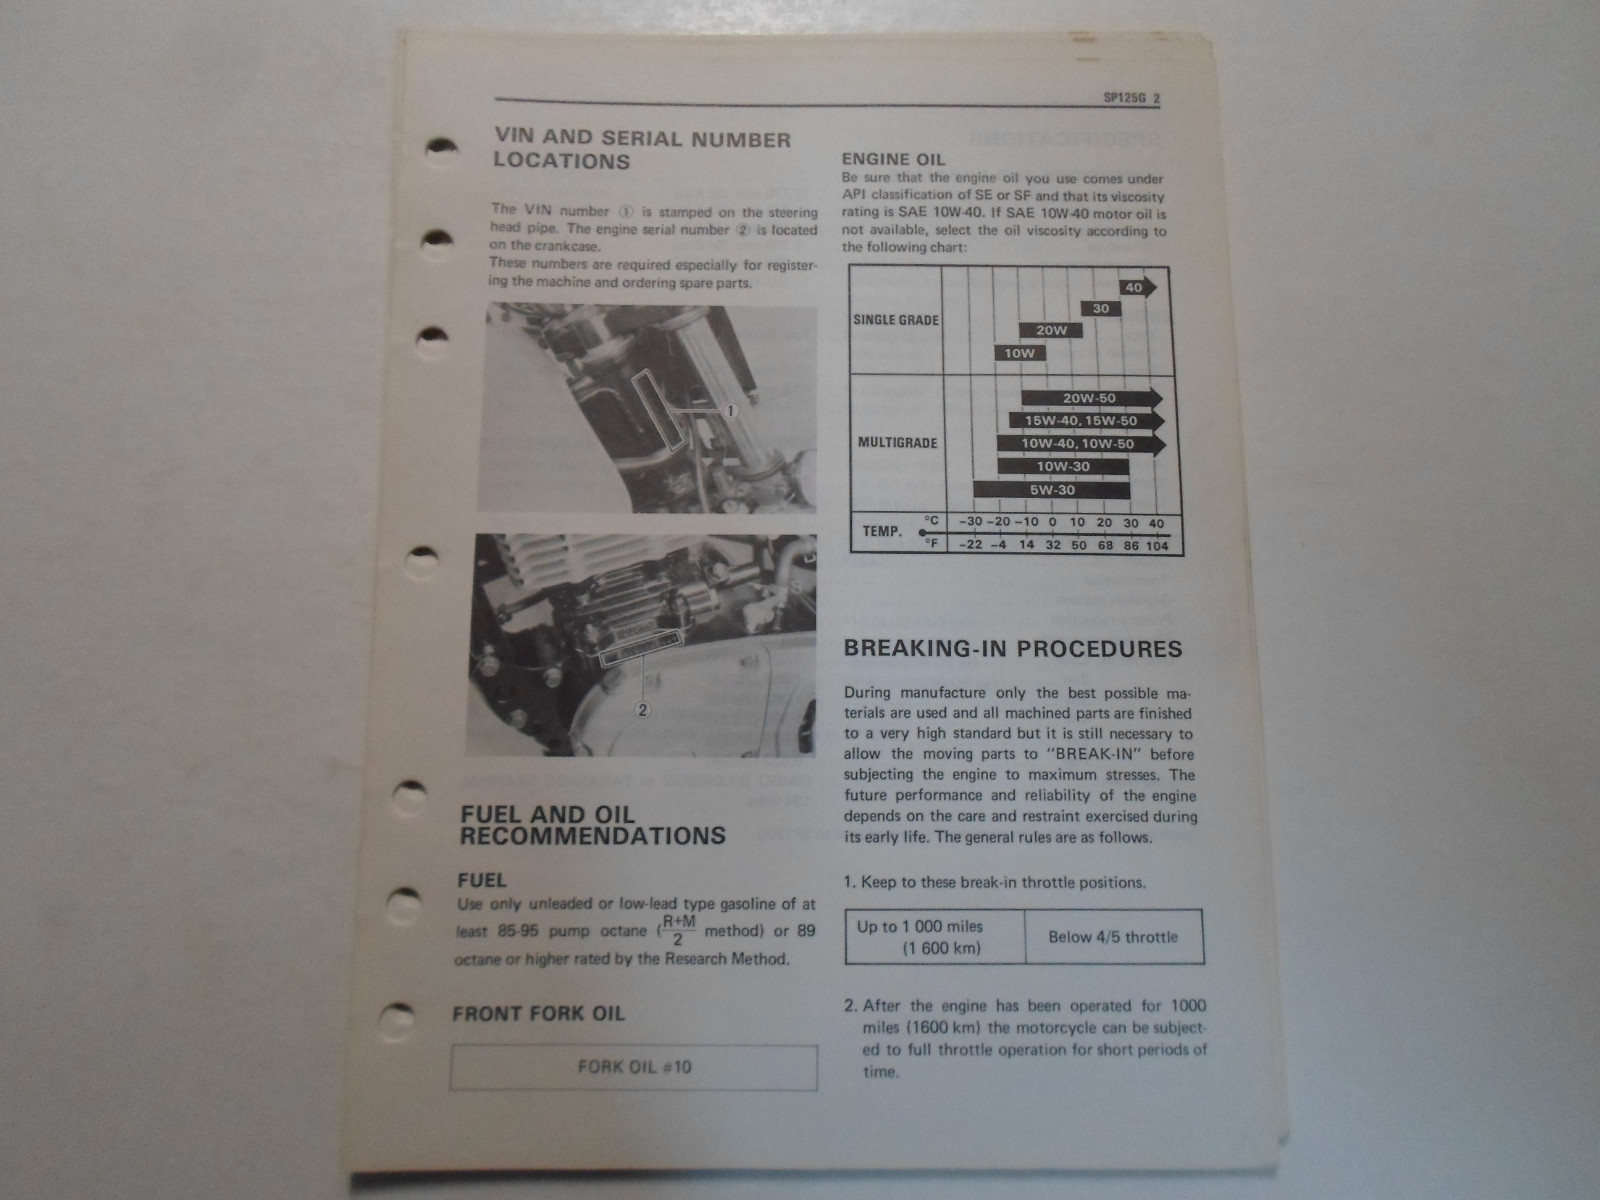 SP125G 2
VIN AND SERIAL NUMBER
LOCATIONS
The VIN number ① is stamped on the steering
head pipe. The engine serial number ② is located
on the crankcase.
These numbers are required especially for register-
ing the machine and ordering spare parts.
1
2
FUEL AND OIL
RECOMMENDATIONS
FUEL
Use only unleaded or low-lead type gasoline of at
least 85-95 pump octane (R+M/2 method) or 89
octane or higher rated by the Research Method.
FRONT FORK OIL
FORK OIL #10
ENGINE OIL
Be sure that the engine oil you use comes under
API classification of SE or SF and that its viscosity
rating is SAE 10W-40. If SAE 10W-40 motor oil is
not available, select the oil viscosity according to
the following chart:
SINGLE GRADE
40
30
20W
10W
MULTIGRADE
20W-50
15W-40, 15W-50
10W-40, 10W-50
10W-30
5W-30
TEMP.
°C -30 -20 -10 0 10 20 30 40
°F -22 -4 14 32 50 68 86 104
BREAKING-IN PROCEDURES
During manufacture only the best possible ma-
terials are used and all machined parts are finished
to a very high standard but it is still necessary to
allow the moving parts to "BREAK-IN" before
subjecting the engine to maximum stresses. The
future performance and reliability of the engine
depends on the care and restraint exercised during
its early life. The general rules are as follows.
1. Keep to these break-in throttle positions.
Up to 1 000 miles
(1 600 km)
Below 4/5 throttle
2. After the engine has been operated for 1000
miles (1600 km) the motorcycle can be subject-
ed to full throttle operation for short periods of
time.